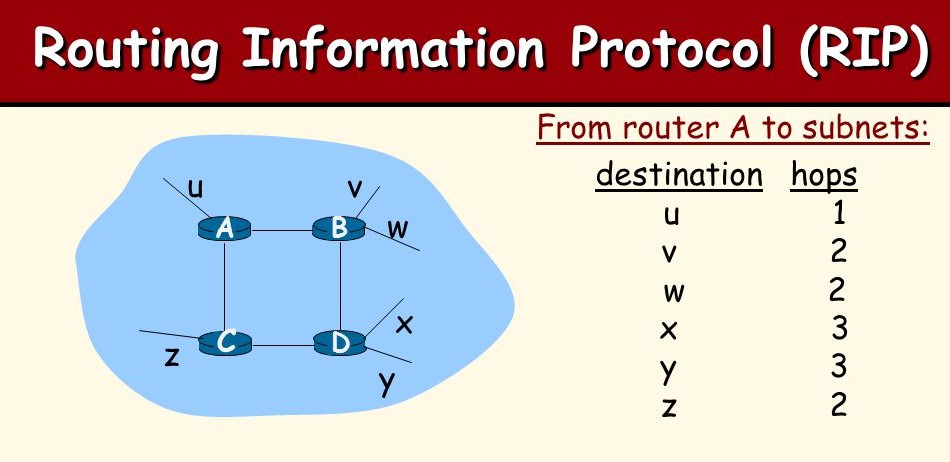 Routing Information Protocol (RIP)
From router A to subnets:
destination hops
u 1
v 2
w 2
x 3
y 3
z 2
u
v
A
B
w
z
C
D
x
y